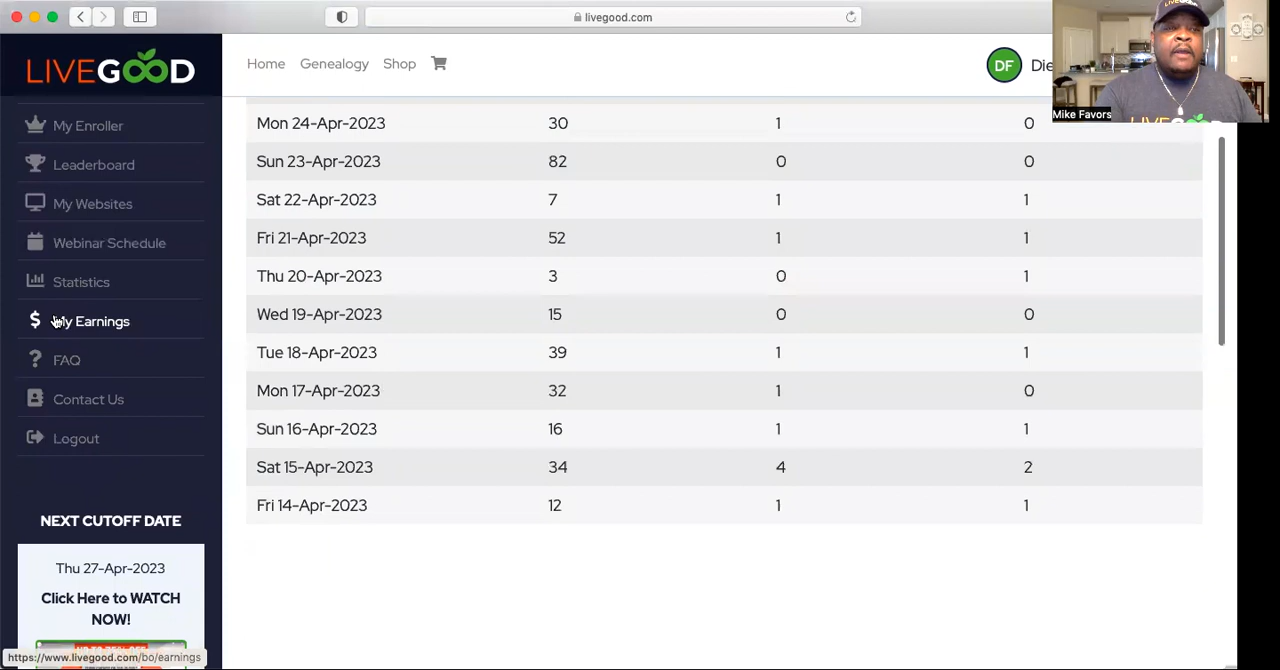 livegood.com
LIVEGOOD
Home Genealogy Shop
DF Die
Mike Favors
My Enroller
Leaderboard
My Websites
Webinar Schedule
Statistics
My Earnings
FAQ
Contact Us
Logout
NEXT CUTOFF DATE
Thu 27-Apr-2023
Click Here to WATCH
NOW!
https://www.livegood.com/bo/earnings
Mon 24-Apr-2023 30 1 0
Sun 23-Apr-2023 82 0 0
Sat 22-Apr-2023 7 1 1
Fri 21-Apr-2023 52 1 1
Thu 20-Apr-2023 3 0 1
Wed 19-Apr-2023 15 0 0
Tue 18-Apr-2023 39 1 1
Mon 17-Apr-2023 32 1 0
Sun 16-Apr-2023 16 1 1
Sat 15-Apr-2023 34 4 2
Fri 14-Apr-2023 12 1 1